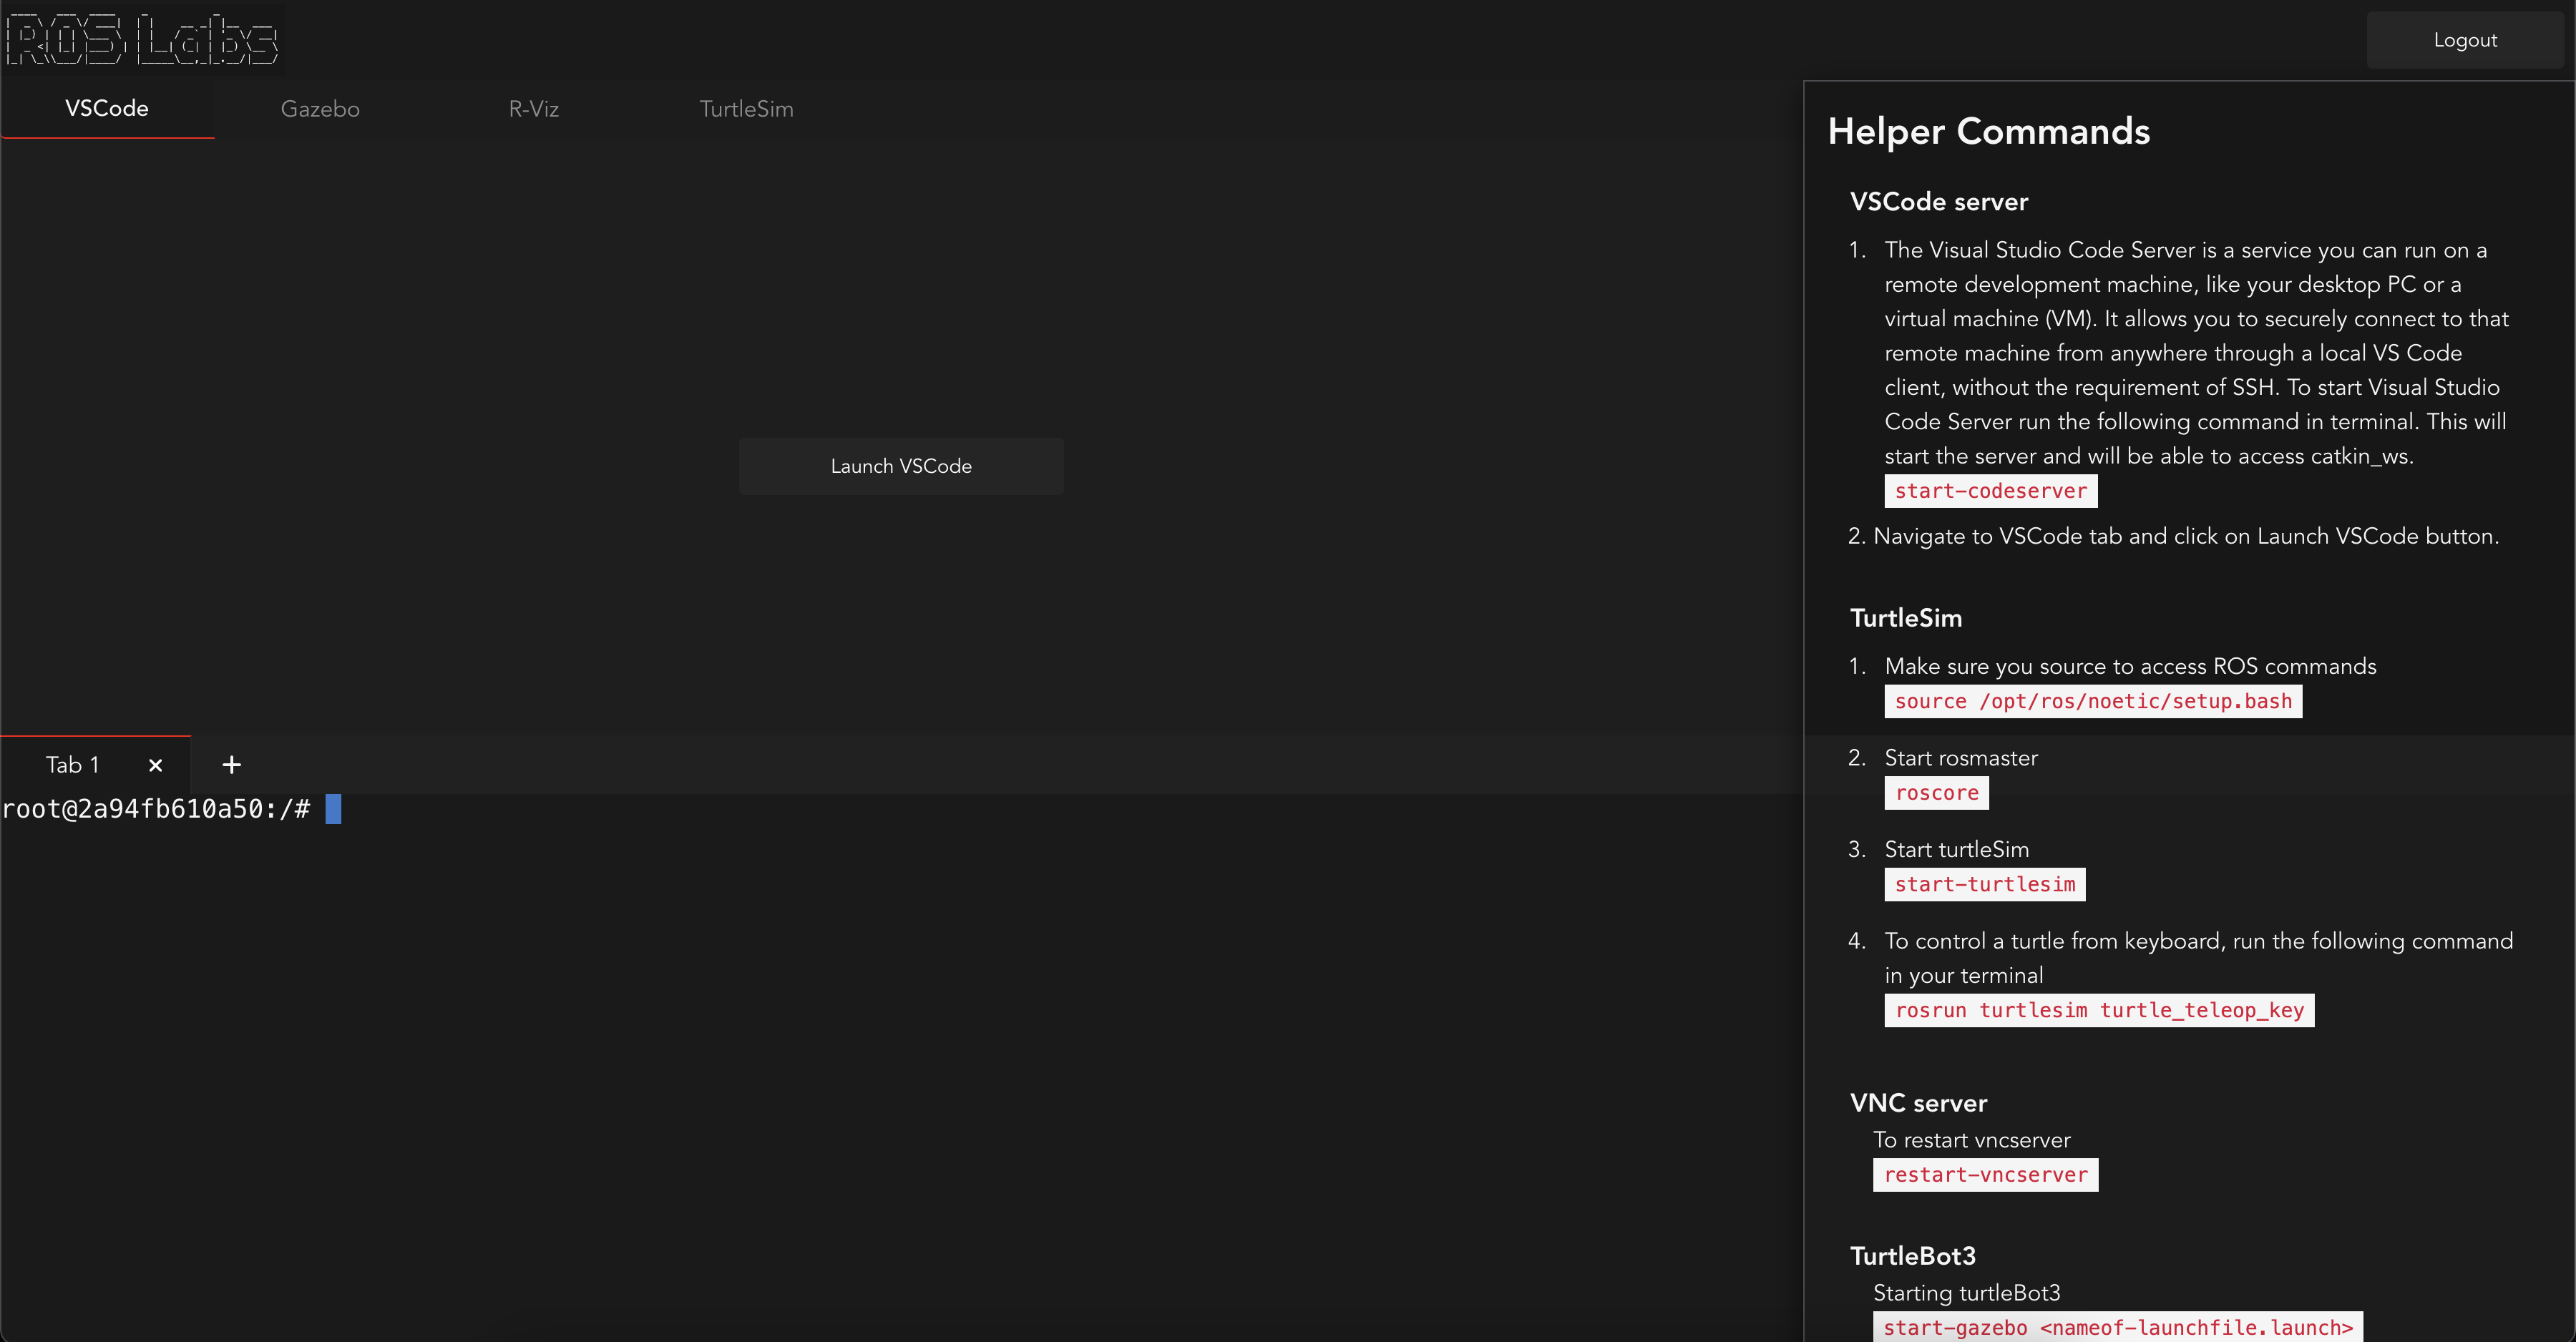 ROS Labs
Logout
VSCode
Gazebo
R-Viz
TurtleSim
Launch VSCode
Tab 1
×
+
root@2a94fb610a50:/#
Helper Commands
VSCode server
1. The Visual Studio Code Server is a service you can run on a
remote development machine, like your desktop PC or a
virtual machine (VM). It allows you to securely connect to that
remote machine from anywhere through a local VS Code
client, without the requirement of SSH. To start Visual Studio
Code Server run the following command in terminal. This will
start the server and will be able to access catkin_ws.
start-codeserver
2. Navigate to VSCode tab and click on Launch VSCode button.
TurtleSim
1. Make sure you source to access ROS commands
source /opt/ros/noetic/setup.bash
2. Start rosmaster
roscore
3. Start turtleSim
start-turtlesim
4. To control a turtle from keyboard, run the following command
in your terminal
rosrun turtlesim turtle_teleop_key
VNC server
To restart vncserver
restart-vncserver
TurtleBot3
Starting turtleBot3
start-gazebo <nameof-launchfile.launch>